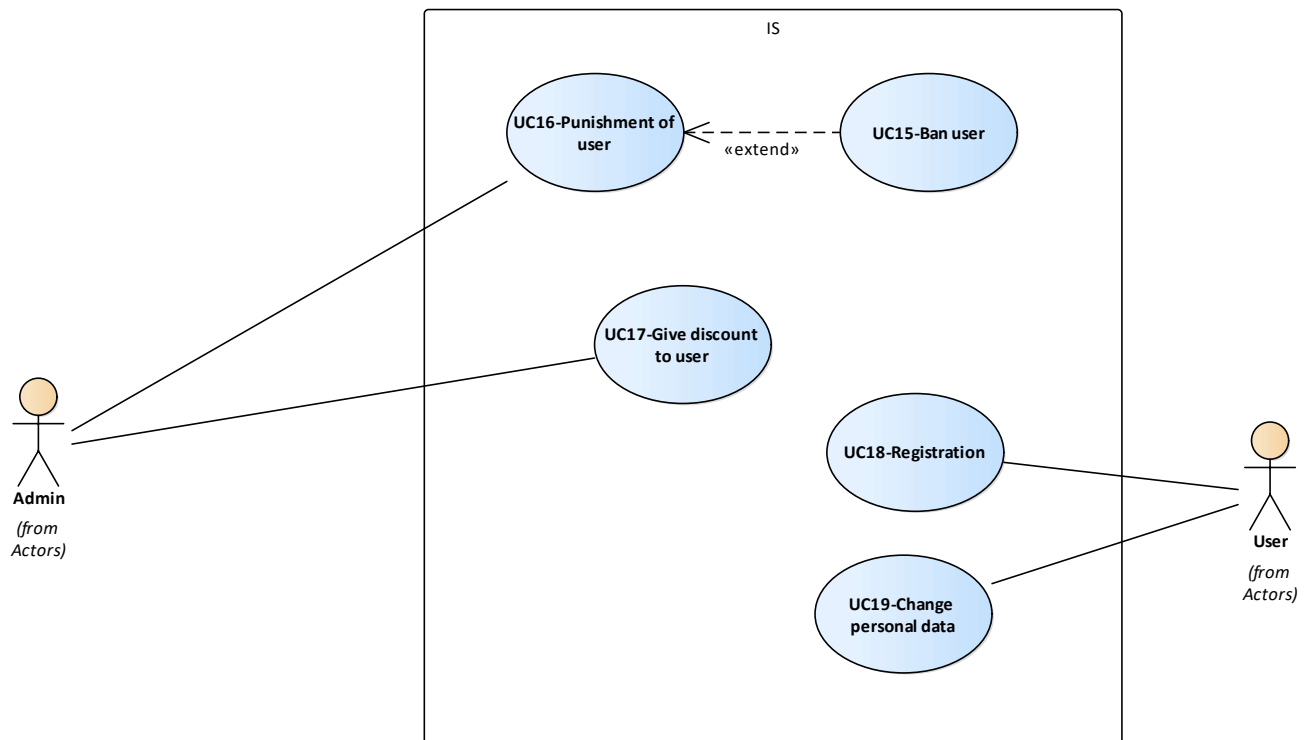 IS
UC16-Punishment of
user
«extend»
UC15-Ban user
UC17-Give discount
to user
UC18-Registration
UC19-Change
personal data
Admin
(from
Actors)
User
(from
Actors)